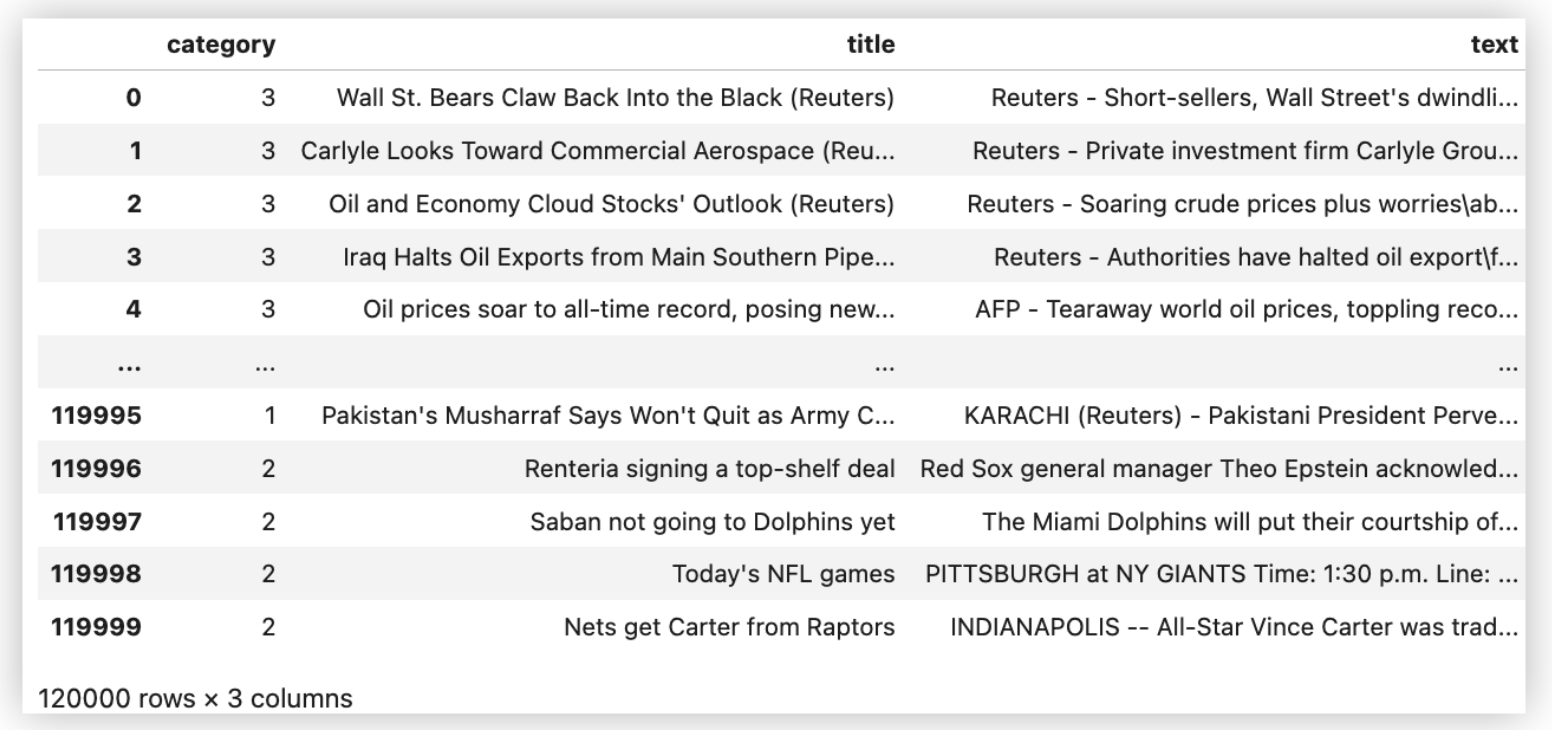 category title text
0 3 Wall St. Bears Claw Back Into the Black (Reuters) Reuters - Short-sellers, Wall Street's dwindli...
1 3 Carlyle Looks Toward Commercial Aerospace (Reu... Reuters - Private investment firm Carlyle Grou...
2 3 Oil and Economy Cloud Stocks' Outlook (Reuters) Reuters - Soaring crude prices plus worries\ab...
3 3 Iraq Halts Oil Exports from Main Southern Pipe... Reuters - Authorities have halted oil export\f...
4 3 Oil prices soar to all-time record, posing new... AFP - Tearaway world oil prices, toppling reco...
... ... ... ...
119995 1 Pakistan's Musharraf Says Won't Quit as Army C... KARACHI (Reuters) - Pakistani President Perve...
119996 2 Renteria signing a top-shelf deal Red Sox general manager Theo Epstein acknowled...
119997 2 Saban not going to Dolphins yet The Miami Dolphins will put their courtship of...
119998 2 Today's NFL games PITTSBURGH at NY GIANTS Time: 1:30 p.m. Line: ...
119999 2 Nets get Carter from Raptors INDIANAPOLIS -- All-Star Vince Carter was trad...
120000 rows × 3 columns